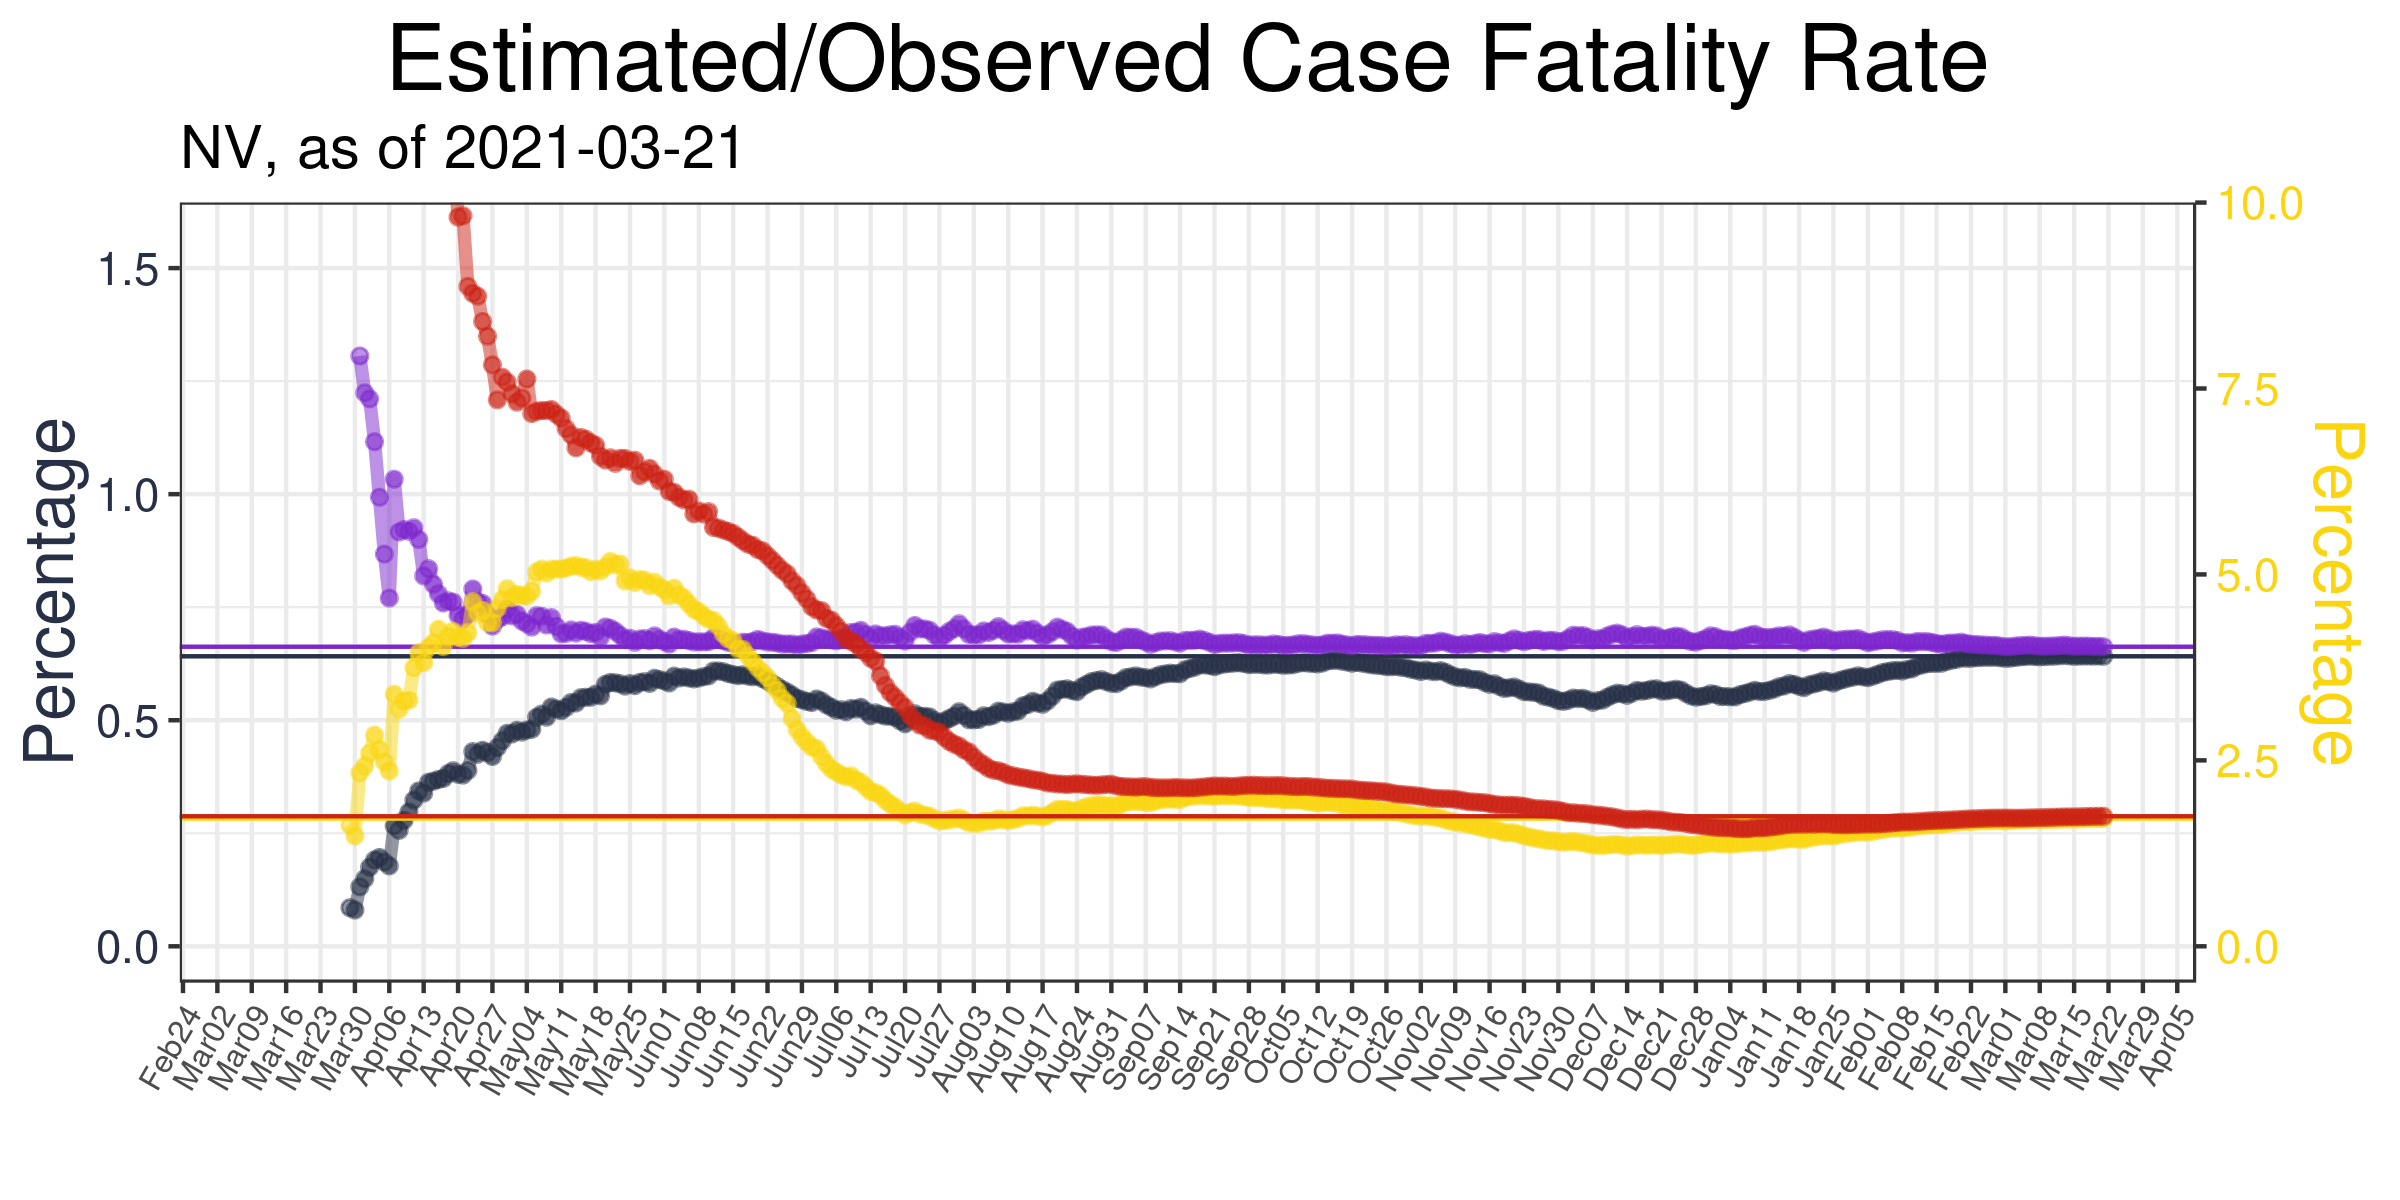 Estimated/Observed Case Fatality Rate
NV, as of 2021-03-21
Percentage
1.5
1.0
0.5
0.0
10.0
7.5
5.0
2.5
0.0
Percentage
Feb24
Mar02
Mar09
Mar16
Mar23
Mar30
Apr06
Apr13
Apr20
Apr27
May04
May11
May18
May25
Jun01
Jun08
Jun15
Jun22
Jun29
Jul06
Jul13
Jul20
Jul27
Aug03
Aug10
Aug17
Aug24
Aug31
Sep07
Sep14
Sep21
Sep28
Oct05
Oct12
Oct19
Oct26
Nov02
Nov09
Nov16
Nov23
Nov30
Dec07
Dec14
Dec21
Dec28
Jan04
Jan11
Jan18
Jan25
Feb01
Feb08
Feb15
Feb22
Mar01
Mar08
Mar15
Mar22
Mar29
Apr05